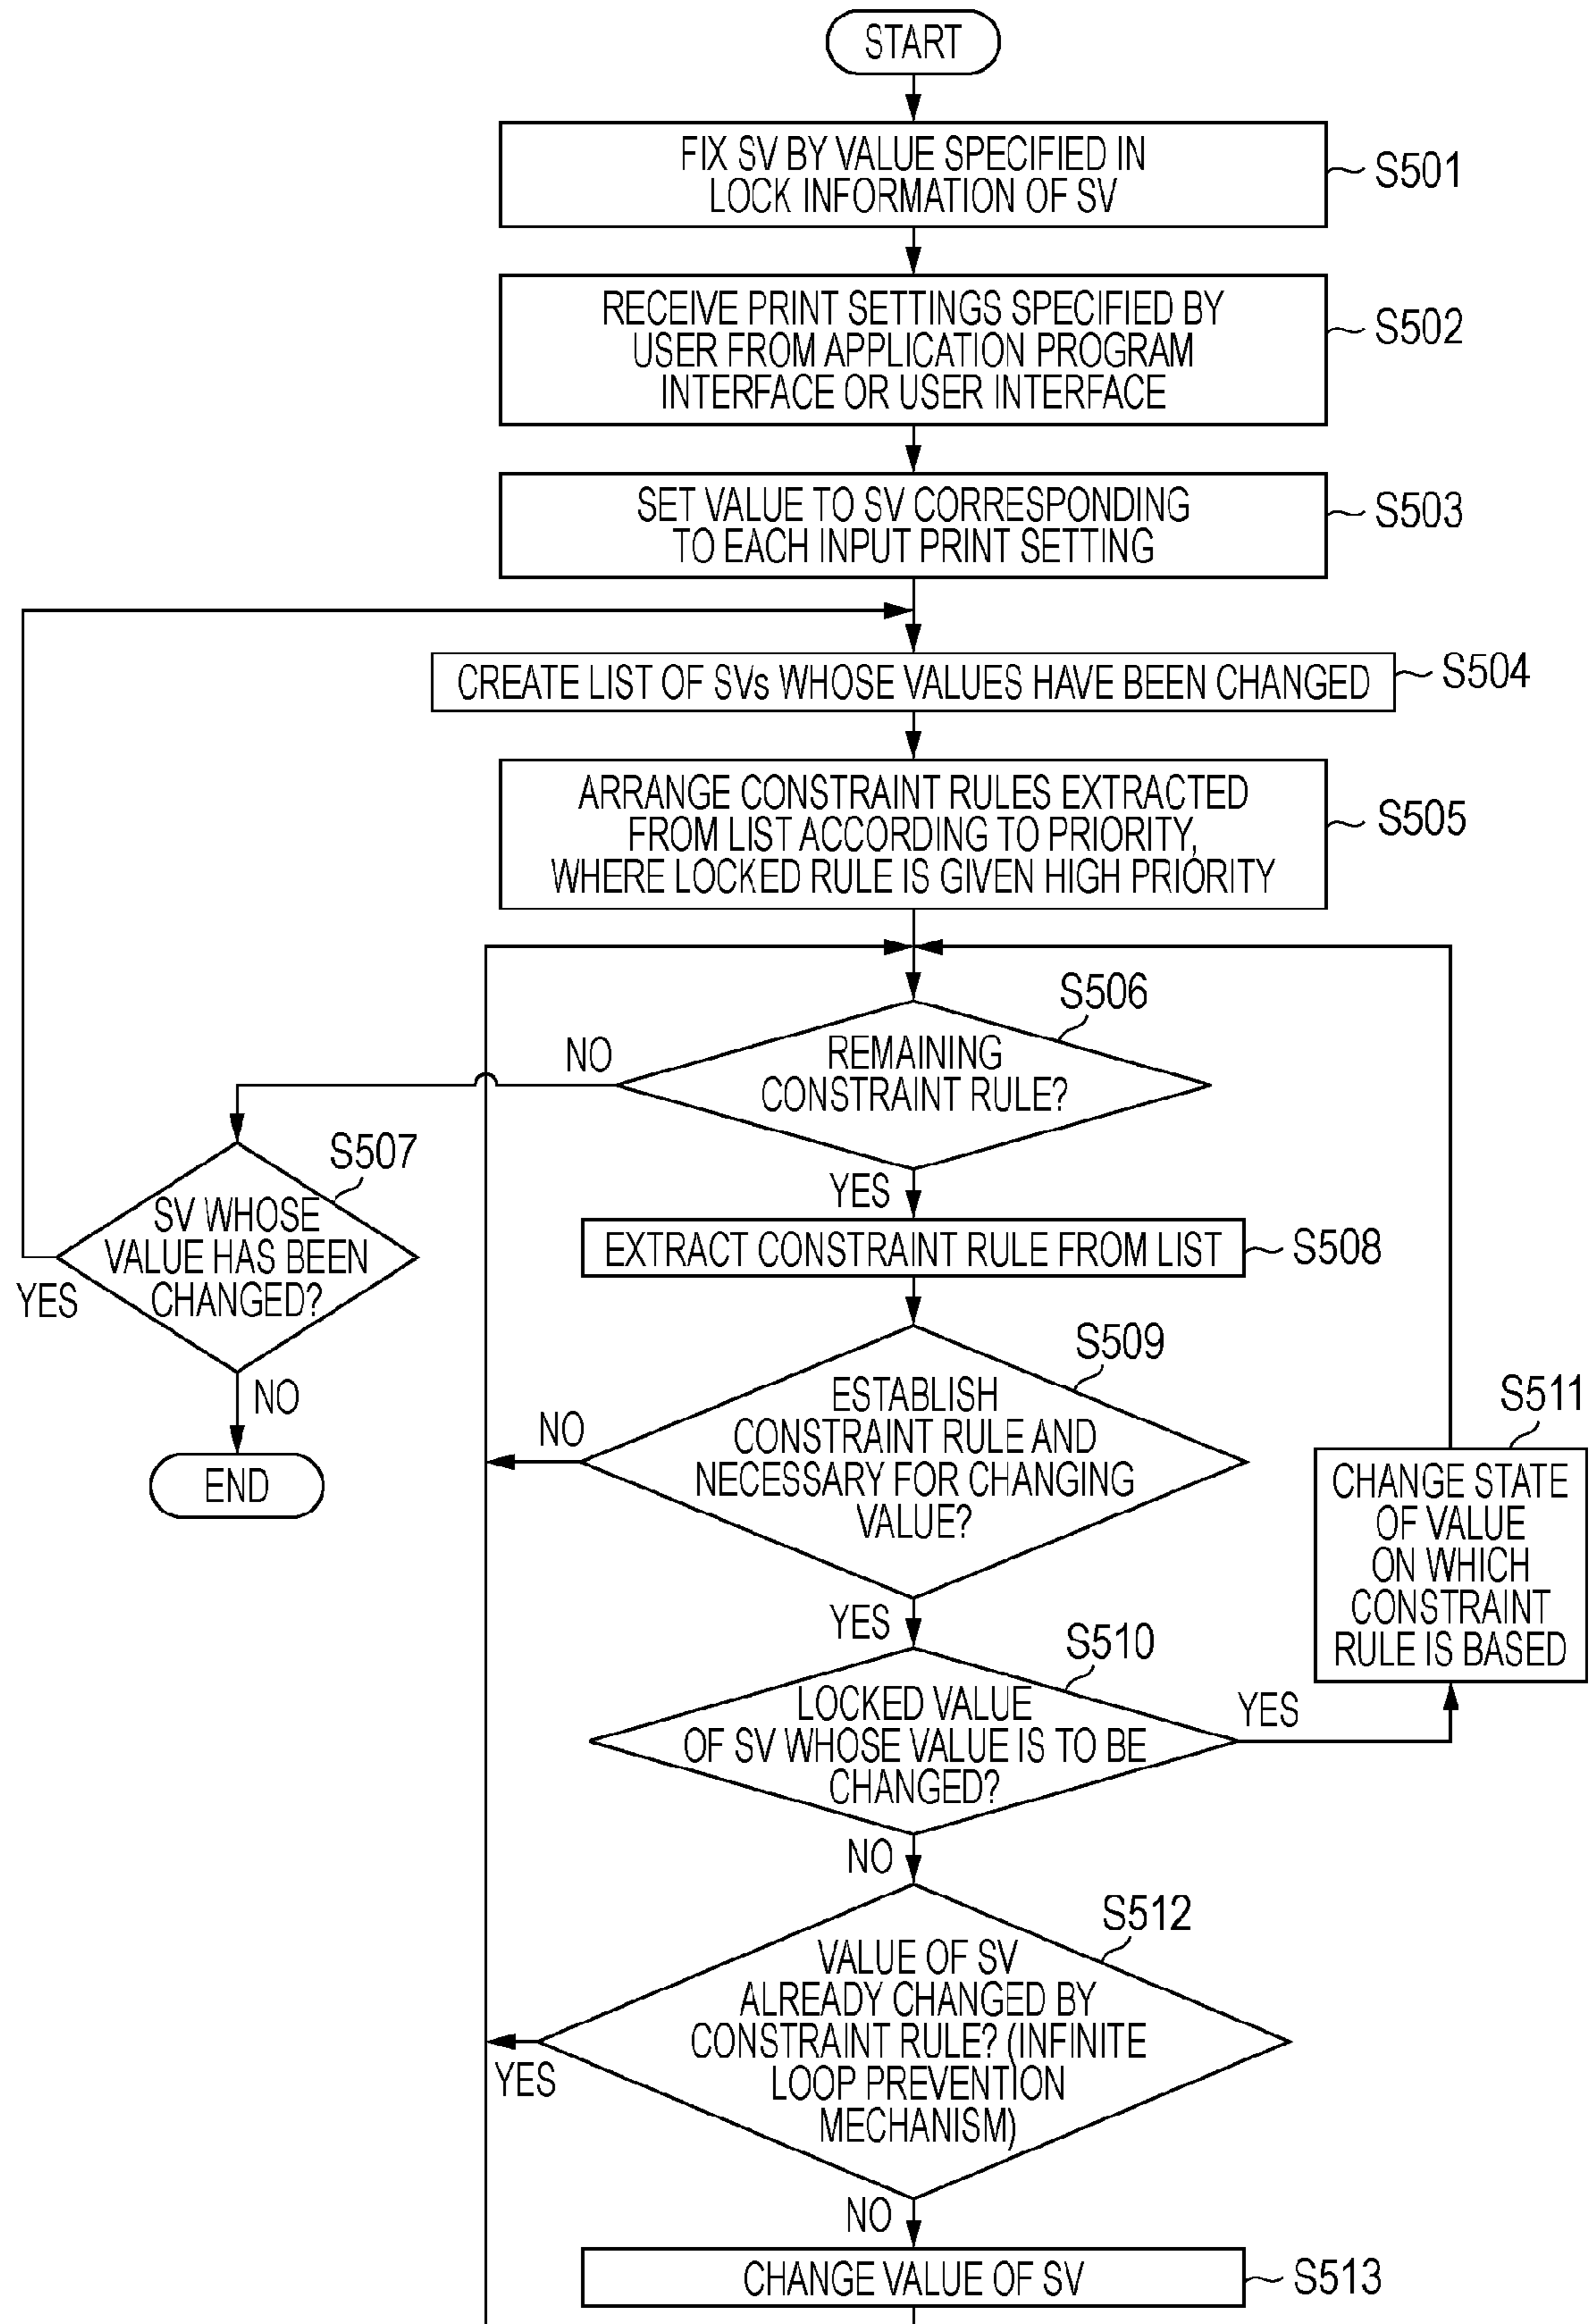 START
FIX SV BY VALUE SPECIFIED IN
LOCK INFORMATION OF SV
S501
RECEIVE PRINT SETTINGS SPECIFIED BY
USER FROM APPLICATION PROGRAM
INTERFACE OR USER INTERFACE
S502
SET VALUE TO SV CORRESPONDING
TO EACH INPUT PRINT SETTING
S503
CREATE LIST OF SVs WHOSE VALUES HAVE BEEN CHANGED
S504
ARRANGE CONSTRAINT RULES EXTRACTED
FROM LIST ACCORDING TO PRIORITY,
WHERE LOCKED RULE IS GIVEN HIGH PRIORITY
S505
S506
REMAINING
CONSTRAINT RULE?
NO
YES
S507
SV WHOSE
VALUE HAS BEEN
CHANGED?
YES
NO
END
EXTRACT CONSTRAINT RULE FROM LIST
S508
S509
ESTABLISH
CONSTRAINT RULE AND
NECESSARY FOR CHANGING
VALUE?
NO
YES
S510
LOCKED VALUE
OF SV WHOSE VALUE IS TO BE
CHANGED?
YES
NO
S511
CHANGE STATE
OF VALUE
ON WHICH
CONSTRAINT
RULE IS BASED
S512
VALUE OF SV
ALREADY CHANGED BY
CONSTRAINT RULE? (INFINITE
LOOP PREVENTION
MECHANISM)
YES
NO
CHANGE VALUE OF SV
S513